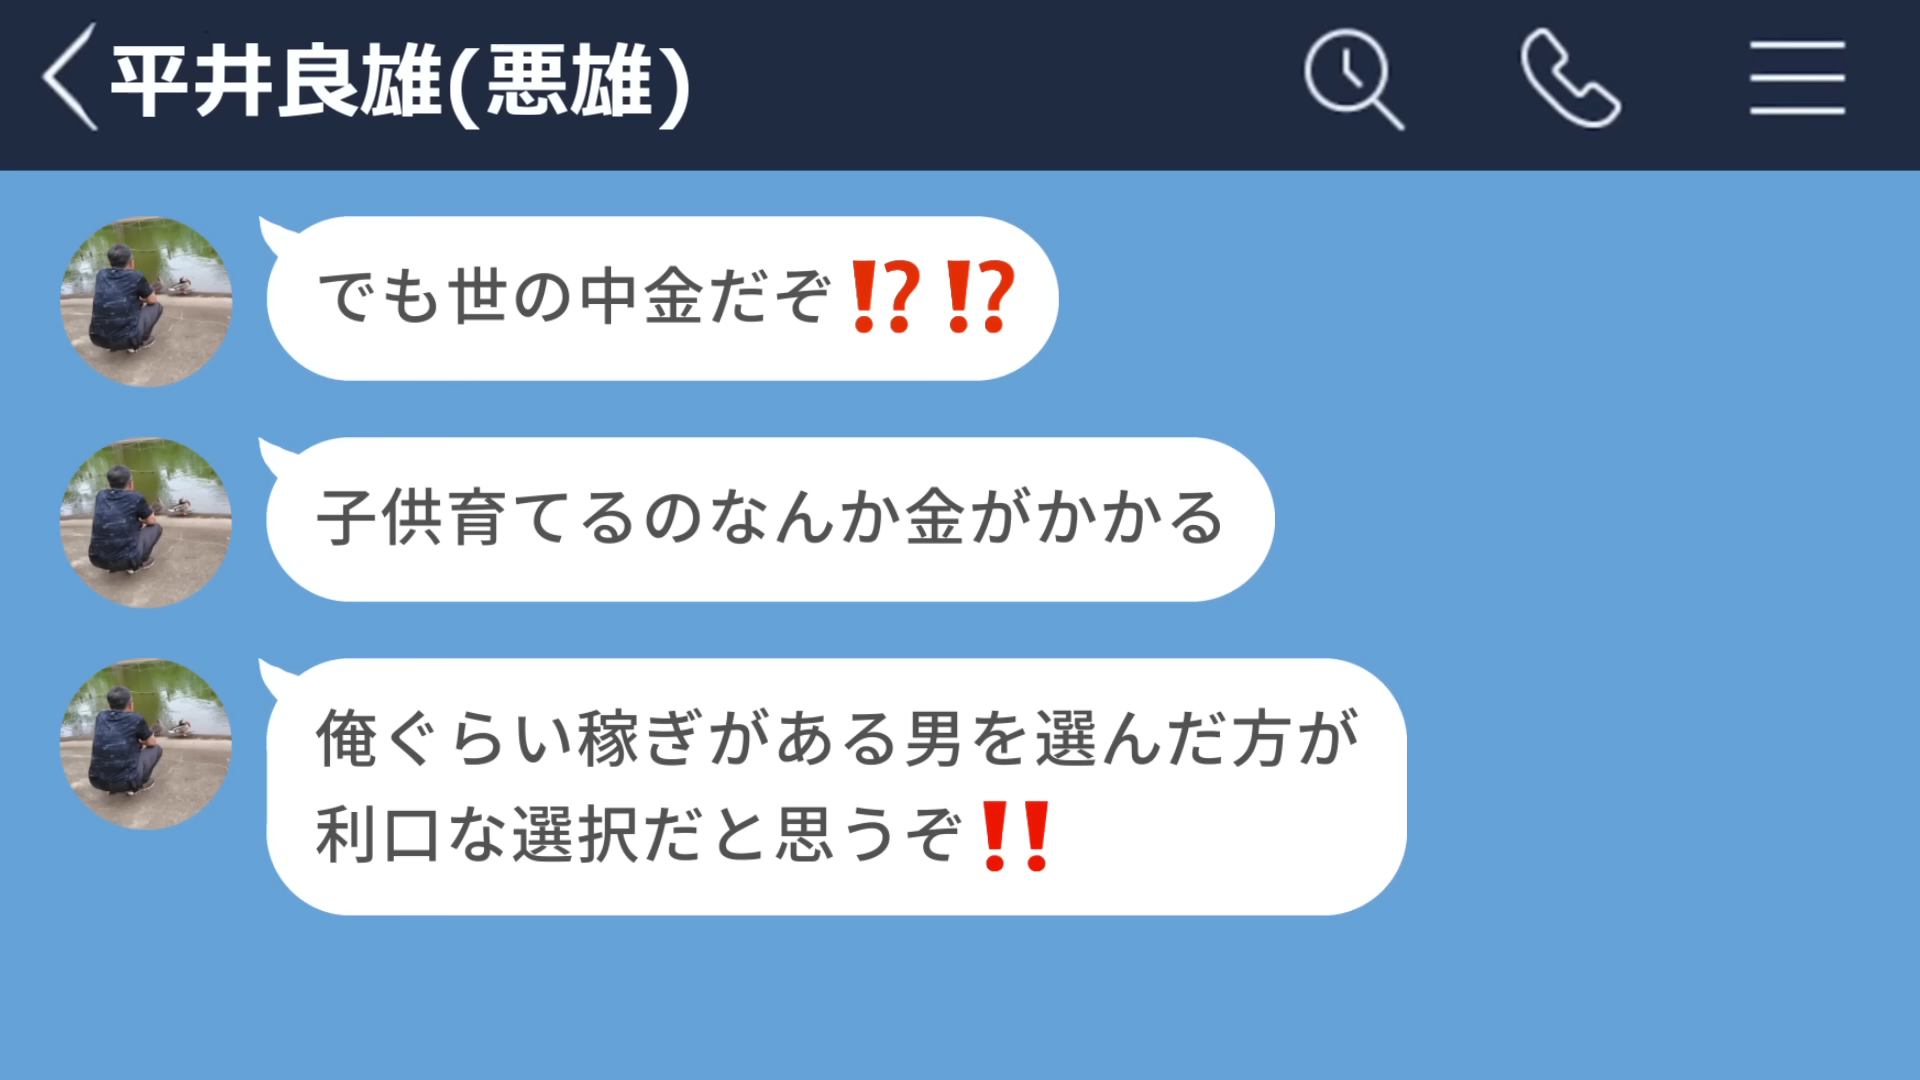 平井良雄(悪雄)
でも世の中金だぞ⁉️⁉️
子供育てるのなんか金がかかる
俺ぐらい稼ぎがある男を選んだ方が
利口な選択だと思うぞ‼️